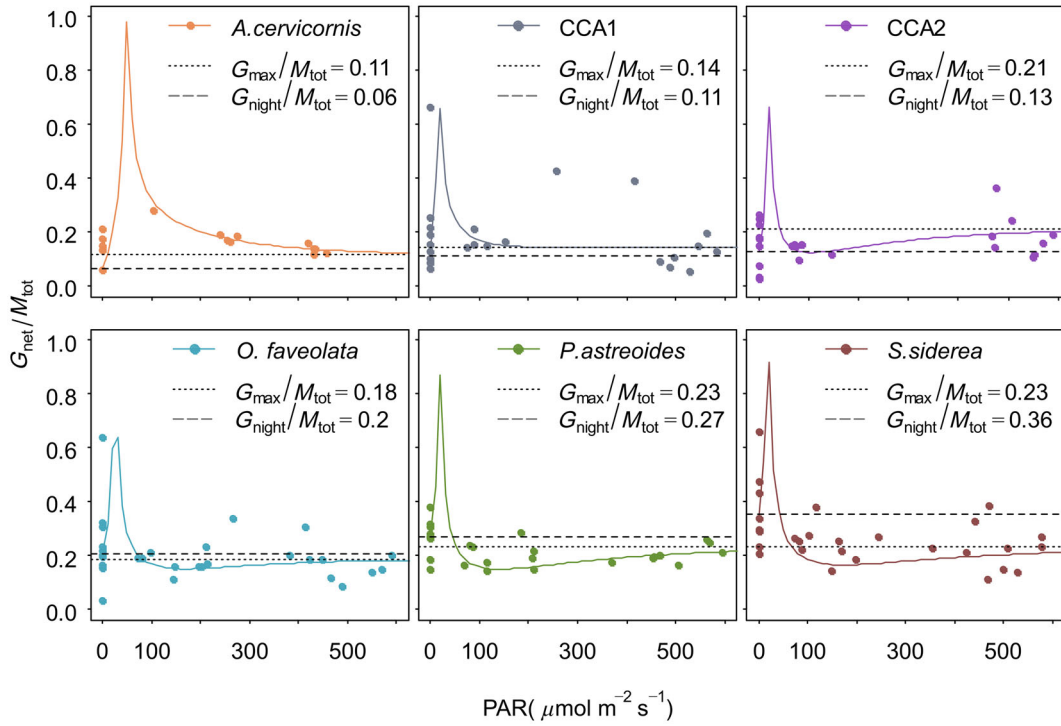 A.cervicornis
Gmax/Mtot = 0.11
Gnight/Mtot = 0.06
CCA1
Gmax/Mtot = 0.14
Gnight/Mtot = 0.11
CCA2
Gmax/Mtot = 0.21
Gnight/Mtot = 0.13
1.0
0.8
0.6
0.4
0.2
0.0
Gnet/Mtot
O. faveolata
Gmax/Mtot = 0.18
Gnight/Mtot = 0.2
P.astreoides
Gmax/Mtot = 0.23
Gnight/Mtot = 0.27
S.siderea
Gmax/Mtot = 0.23
Gnight/Mtot = 0.36
1.0
0.8
0.6
0.4
0.2
0.0
0 100 300 500
0 100 300 500
0 100 300 500
PAR( μmol m⁻² s⁻¹)